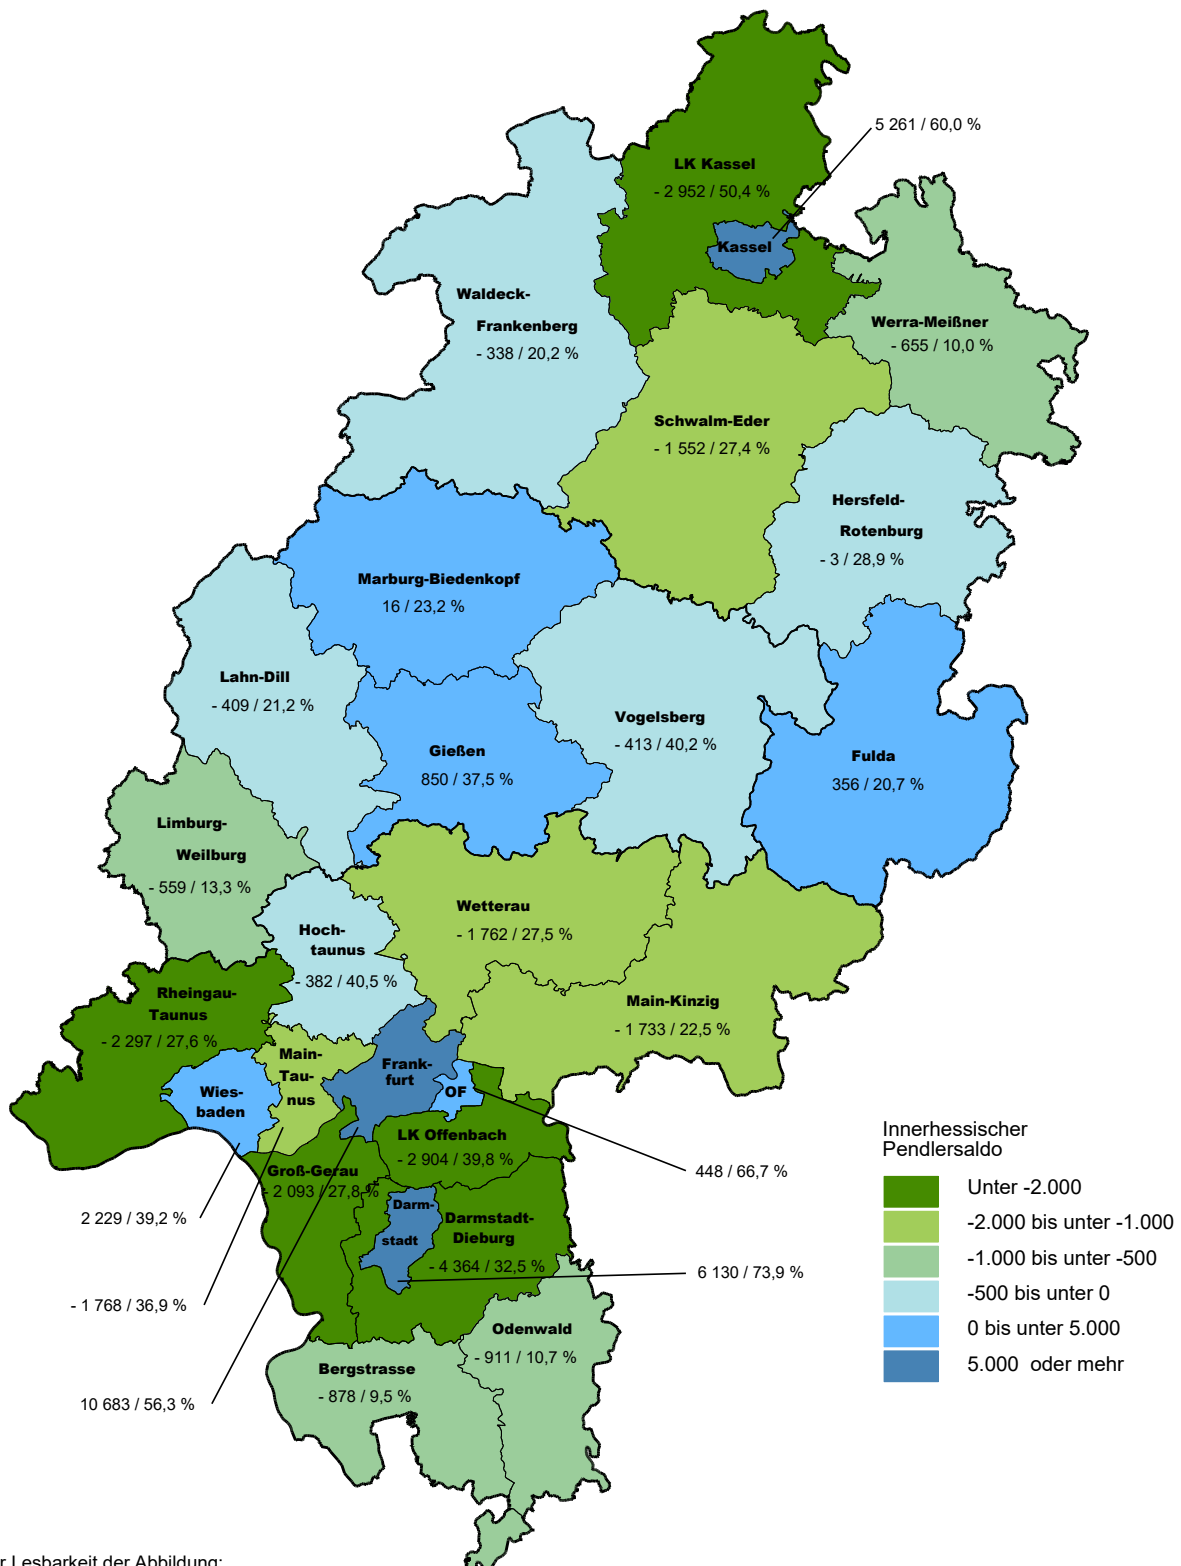 5 261 / 60,0 %
LK Kassel
- 2 952 / 50,4 %
Kassel
Waldeck-
Frankenberg
- 338 / 20,2 %
Werra-Meißner
- 655 / 10,0 %
Schwalm-Eder
- 1 552 / 27,4 %
Hersfeld-
Rotenburg
- 3 / 28,9 %
Marburg-Biedenkopf
16 / 23,2 %
Lahn-Dill
- 409 / 21,2 %
Vogelsberg
- 413 / 40,2 %
Gießen
850 / 37,5 %
Fulda
356 / 20,7 %
Limburg-
Weilburg
- 559 / 13,3 %
Wetterau
- 1 762 / 27,5 %
Hoch-
taunus
- 382 / 40,5 %
Rheingau-
Taunus
- 2 297 / 27,6 %
Main-Kinzig
- 1 733 / 22,5 %
Main-
Tau-
nus
Frank-
furt
Wies-
baden
OF
LK Offenbach
- 2 904 / 39,8 %
Groß-Gerau
- 2 093 / 27,8 %
448 / 66,7 %
Darm-
stadt
Darmstadt-
Dieburg
- 4 364 / 32,5 %
2 229 / 39,2 %
6 130 / 73,9 %
- 1 768 / 36,9 %
Odenwald
- 911 / 10,7 %
Bergstrasse
- 878 / 9,5 %
10 683 / 56,3 %
Innerhessischer
Pendlersaldo
Unter -2.000
-2.000 bis unter -1.000
-1.000 bis unter -500
-500 bis unter 0
0 bis unter 5.000
5.000 oder mehr
Lesbarkeit der Abbildung: